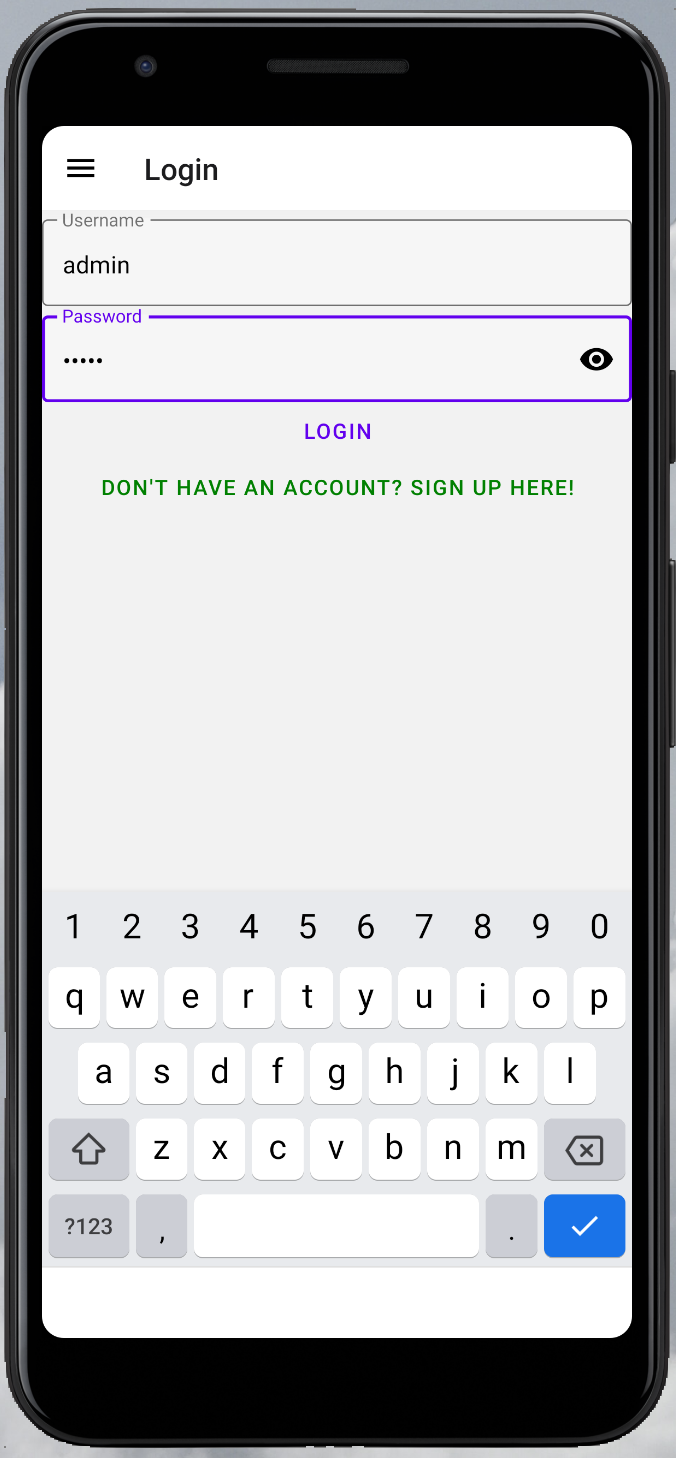 Login
Username
admin
Password
•••••
LOGIN
DON'T HAVE AN ACCOUNT? SIGN UP HERE!
1 2 3 4 5 6 7 8 9 0
q w e r t y u i o p
a s d f g h j k l
z x c v b n m
?123 , .